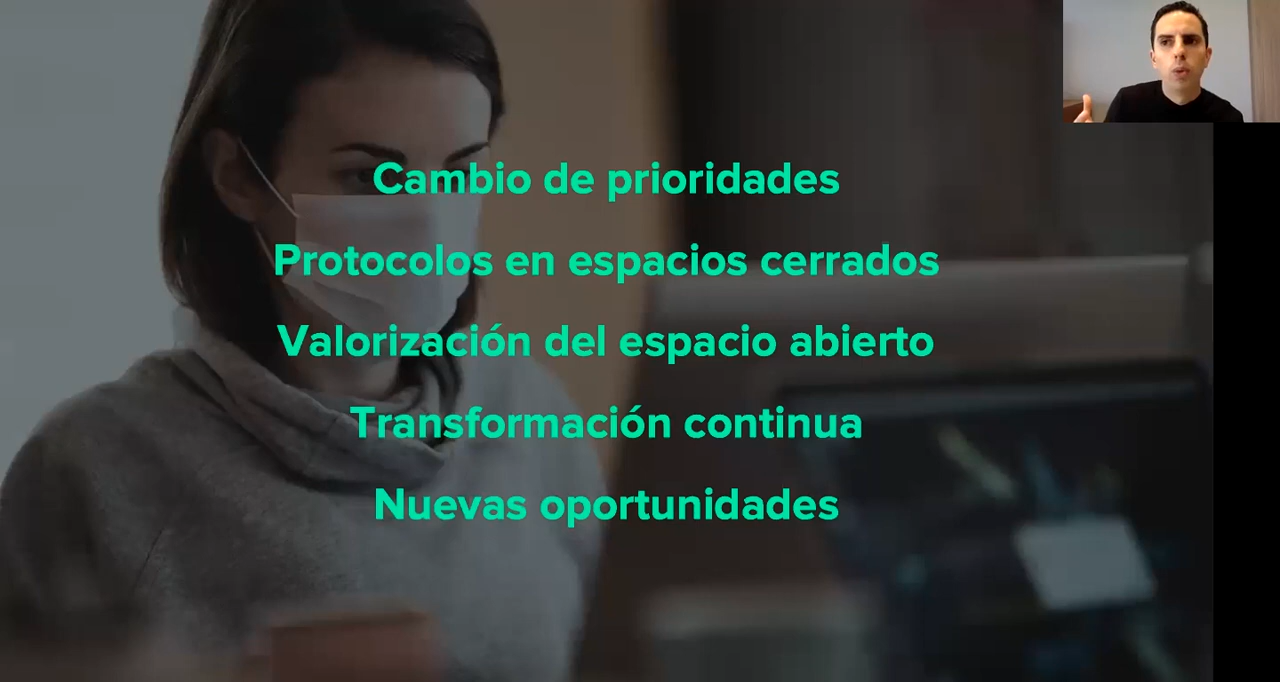 Cambio de prioridades
Protocolos en espacios cerrados
Valorización del espacio abierto
Transformación continua
Nuevas oportunidades